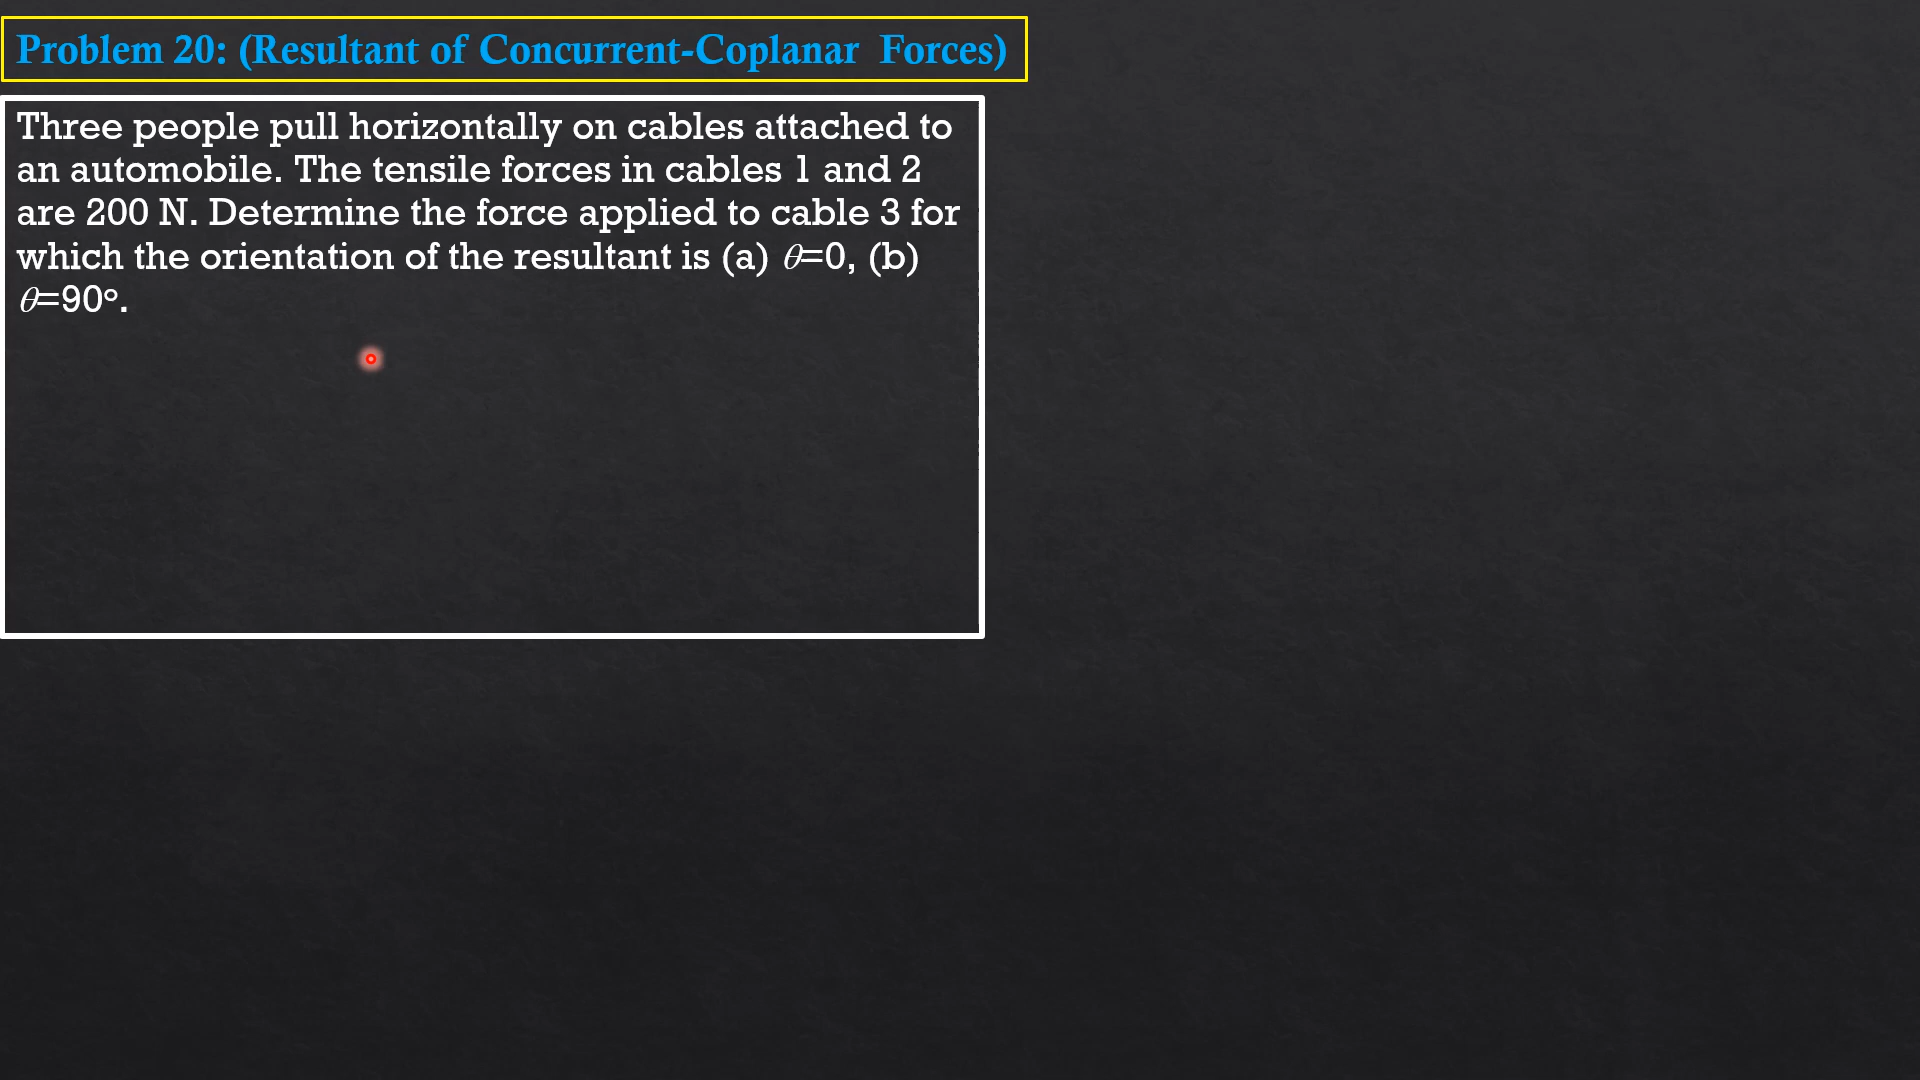 Problem 20: (Resultant of Concurrent-Coplanar Forces)
Three people pull horizontally on cables attached to
an automobile. The tensile forces in cables 1 and 2
are 200 N. Determine the force applied to cable 3 for
which the orientation of the resultant is (a) θ=0, (b)
θ=90°.